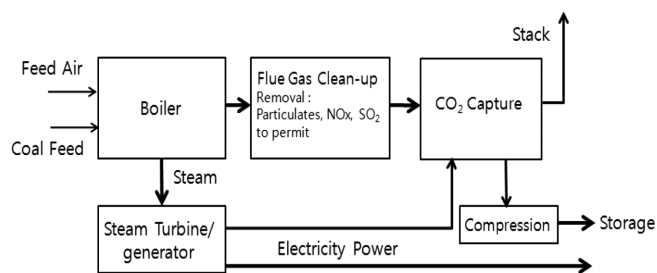 Stack
Feed Air
Coal Feed
Boiler
Flue Gas Clean-up
Removal :
Particulates, NOx, SO₂
to permit
CO₂ Capture
Steam
Steam Turbine/
generator
Electricity Power
Compression
Storage